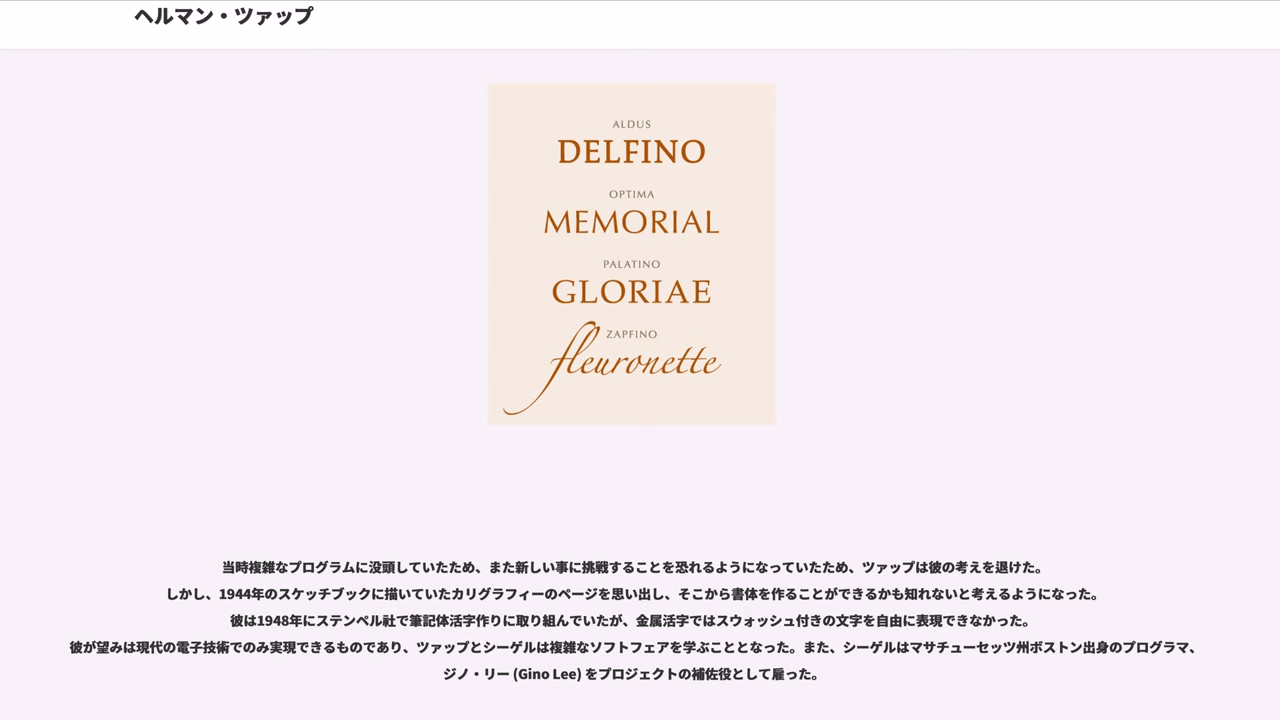 ヘルマン・ツァップ
ALDUS
DELFINO
OPTIMA
MEMORIAL
PALATINO
GLORIAE
ZAPFINO
fleuronette
当時複雑なプログラムに没頭していたため、また新しい事に挑戦することを恐れるようになっていたため、ツァップは彼の考えを退けた。
しかし、1944年のスケッチブックに描いていたカリグラフィーのページを思い出し、そこから書体を作ることができるかも知れないと考えるようになった。
彼は1948年にステンペル社で筆記体活字作りに取り組んでいたが、金属活字ではスウォッシュ付きの文字を自由に表現できなかった。
彼が望みは現代の電子技術でのみ実現できるものであり、ツァップとシーゲルは複雑なソフトフェアを学ぶこととなった。また、シーゲルはマサチューセッツ州ボストン出身のプログラマ、
ジノ・リー (Gino Lee) をプロジェクトの補佐役として雇った。